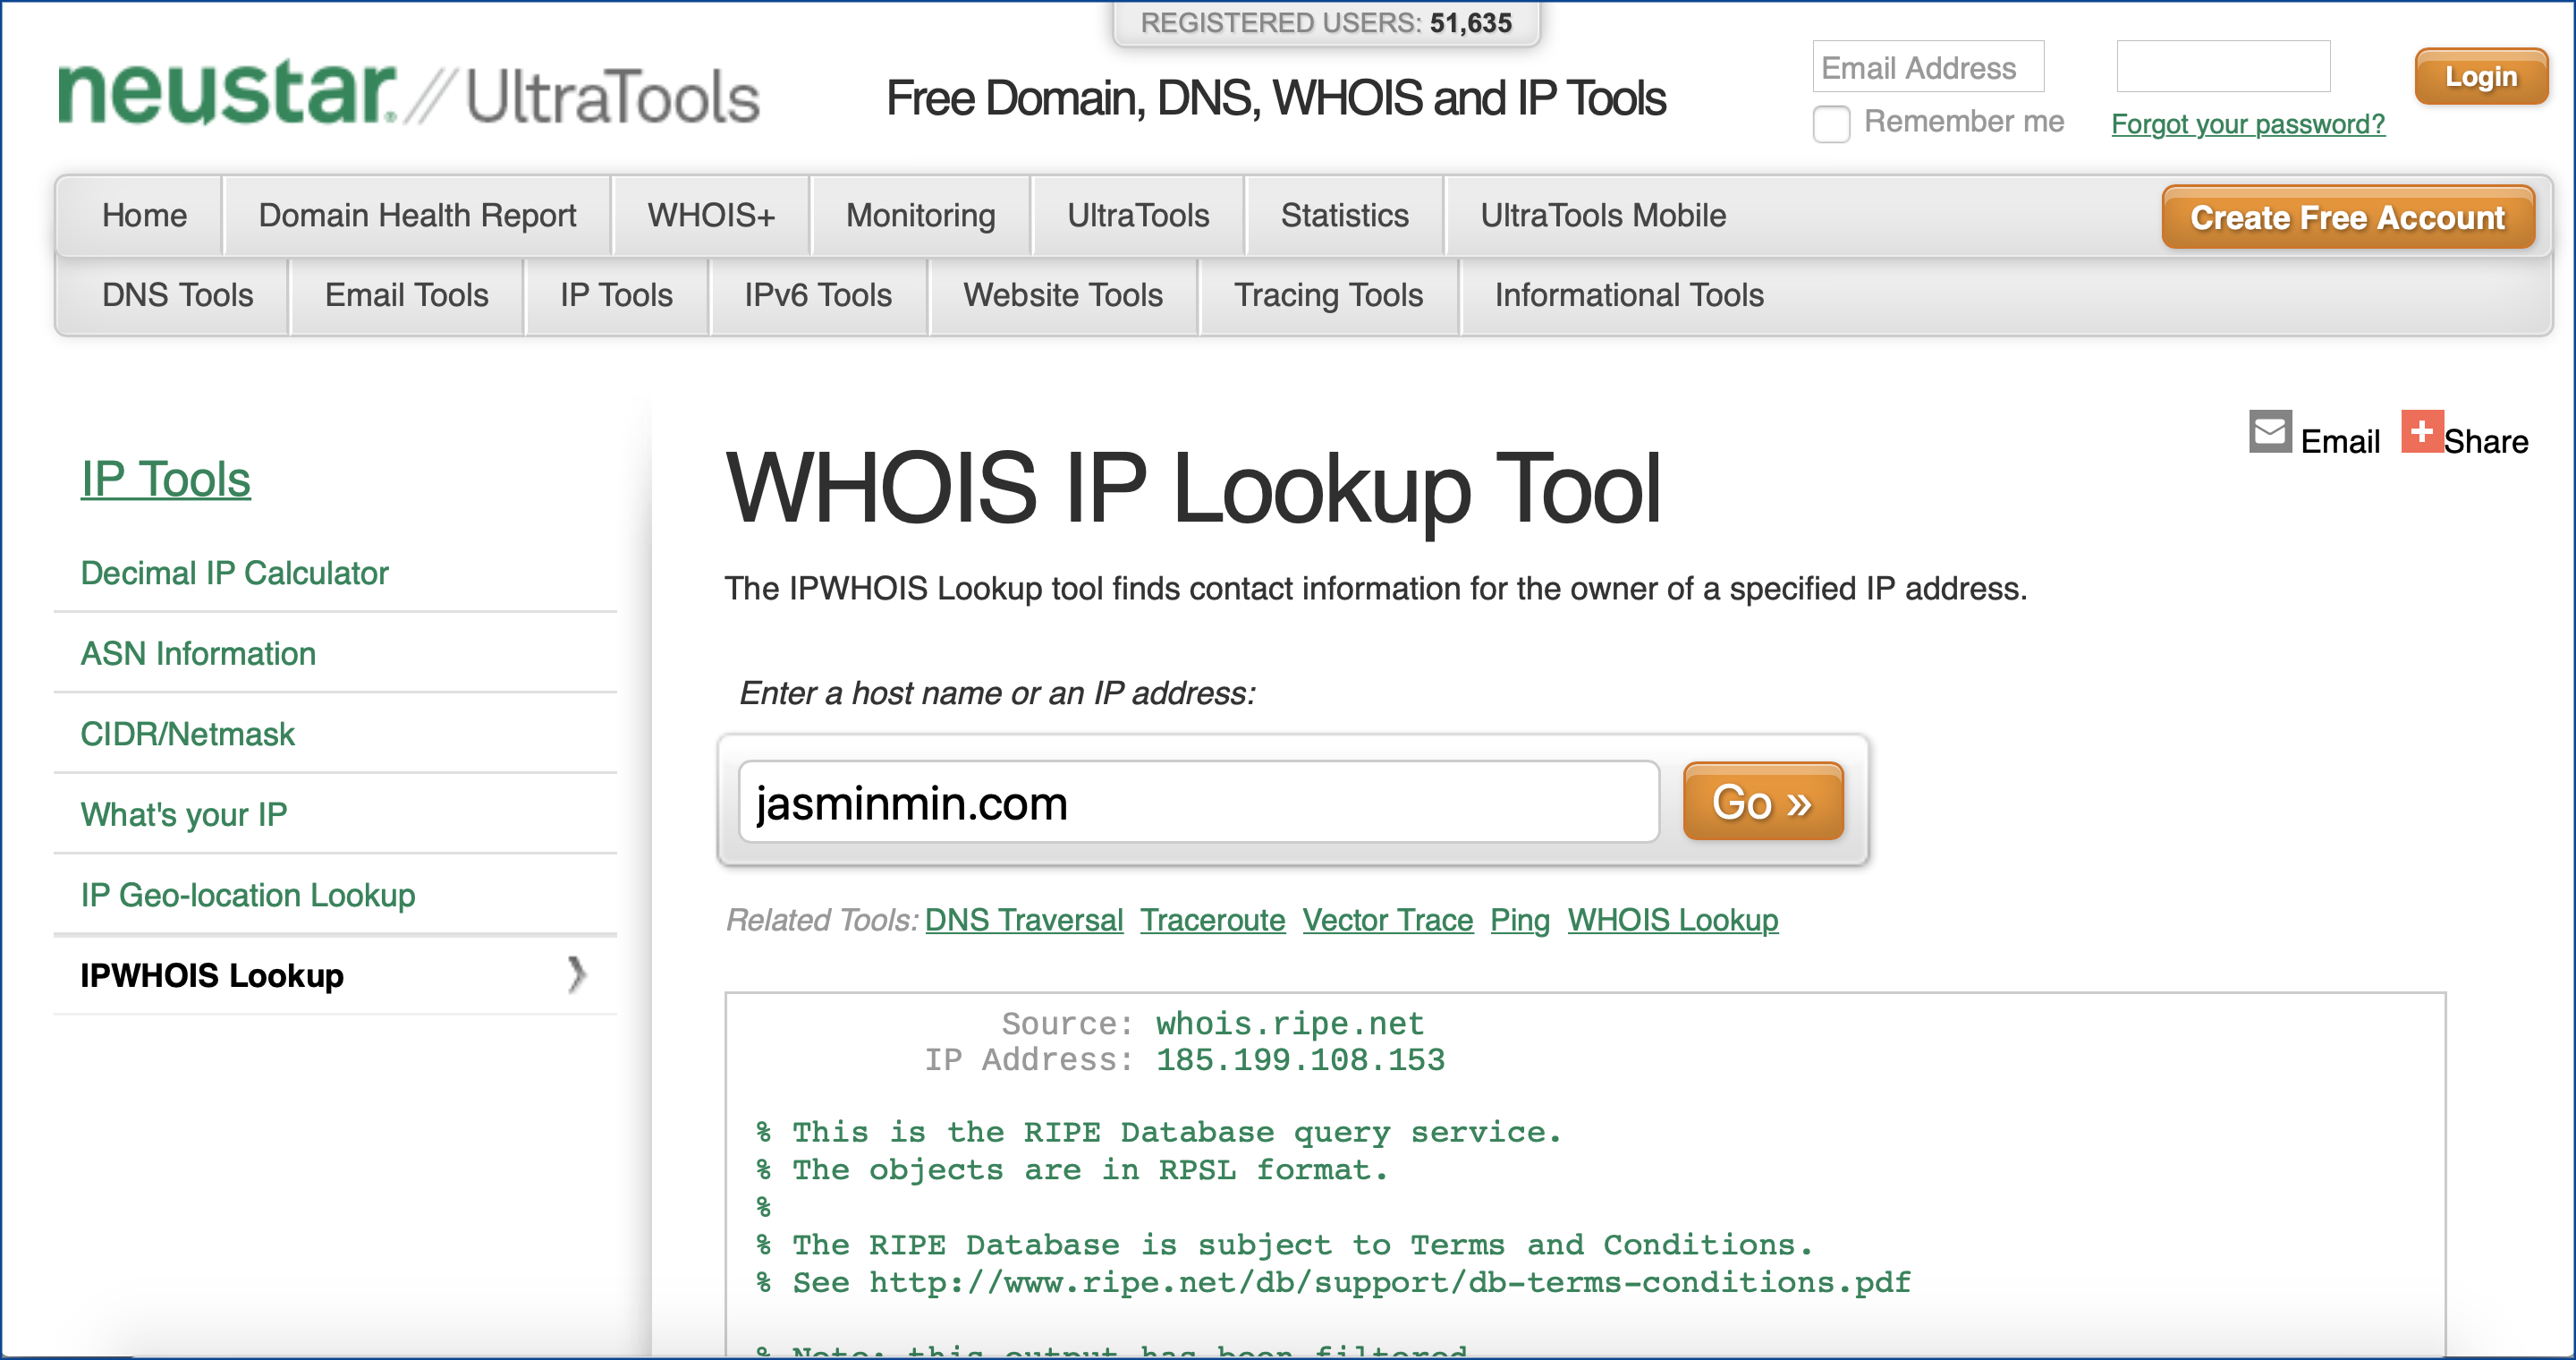 REGISTERED USERS: 51,635
neustar // UltraTools
Free Domain, DNS, WHOIS and IP Tools
Email Address
Login
Remember me
Forgot your password?
Home Domain Health Report WHOIS+ Monitoring UltraTools Statistics UltraTools Mobile Create Free Account
DNS Tools Email Tools IP Tools IPv6 Tools Website Tools Tracing Tools Informational Tools
Email Share
IP Tools
Decimal IP Calculator
ASN Information
CIDR/Netmask
What's your IP
IP Geo-location Lookup
IPWHOIS Lookup
WHOIS IP Lookup Tool
The IPWHOIS Lookup tool finds contact information for the owner of a specified IP address.
Enter a host name or an IP address:
jasminmin.com
Go »
Related Tools: DNS Traversal Traceroute Vector Trace Ping WHOIS Lookup
Source: whois.ripe.net
IP Address: 185.199.108.153
% This is the RIPE Database query service.
% The objects are in RPSL format.
%
% The RIPE Database is subject to Terms and Conditions.
% See http://www.ripe.net/db/support/db-terms-conditions.pdf
% Note: this output has been filtered